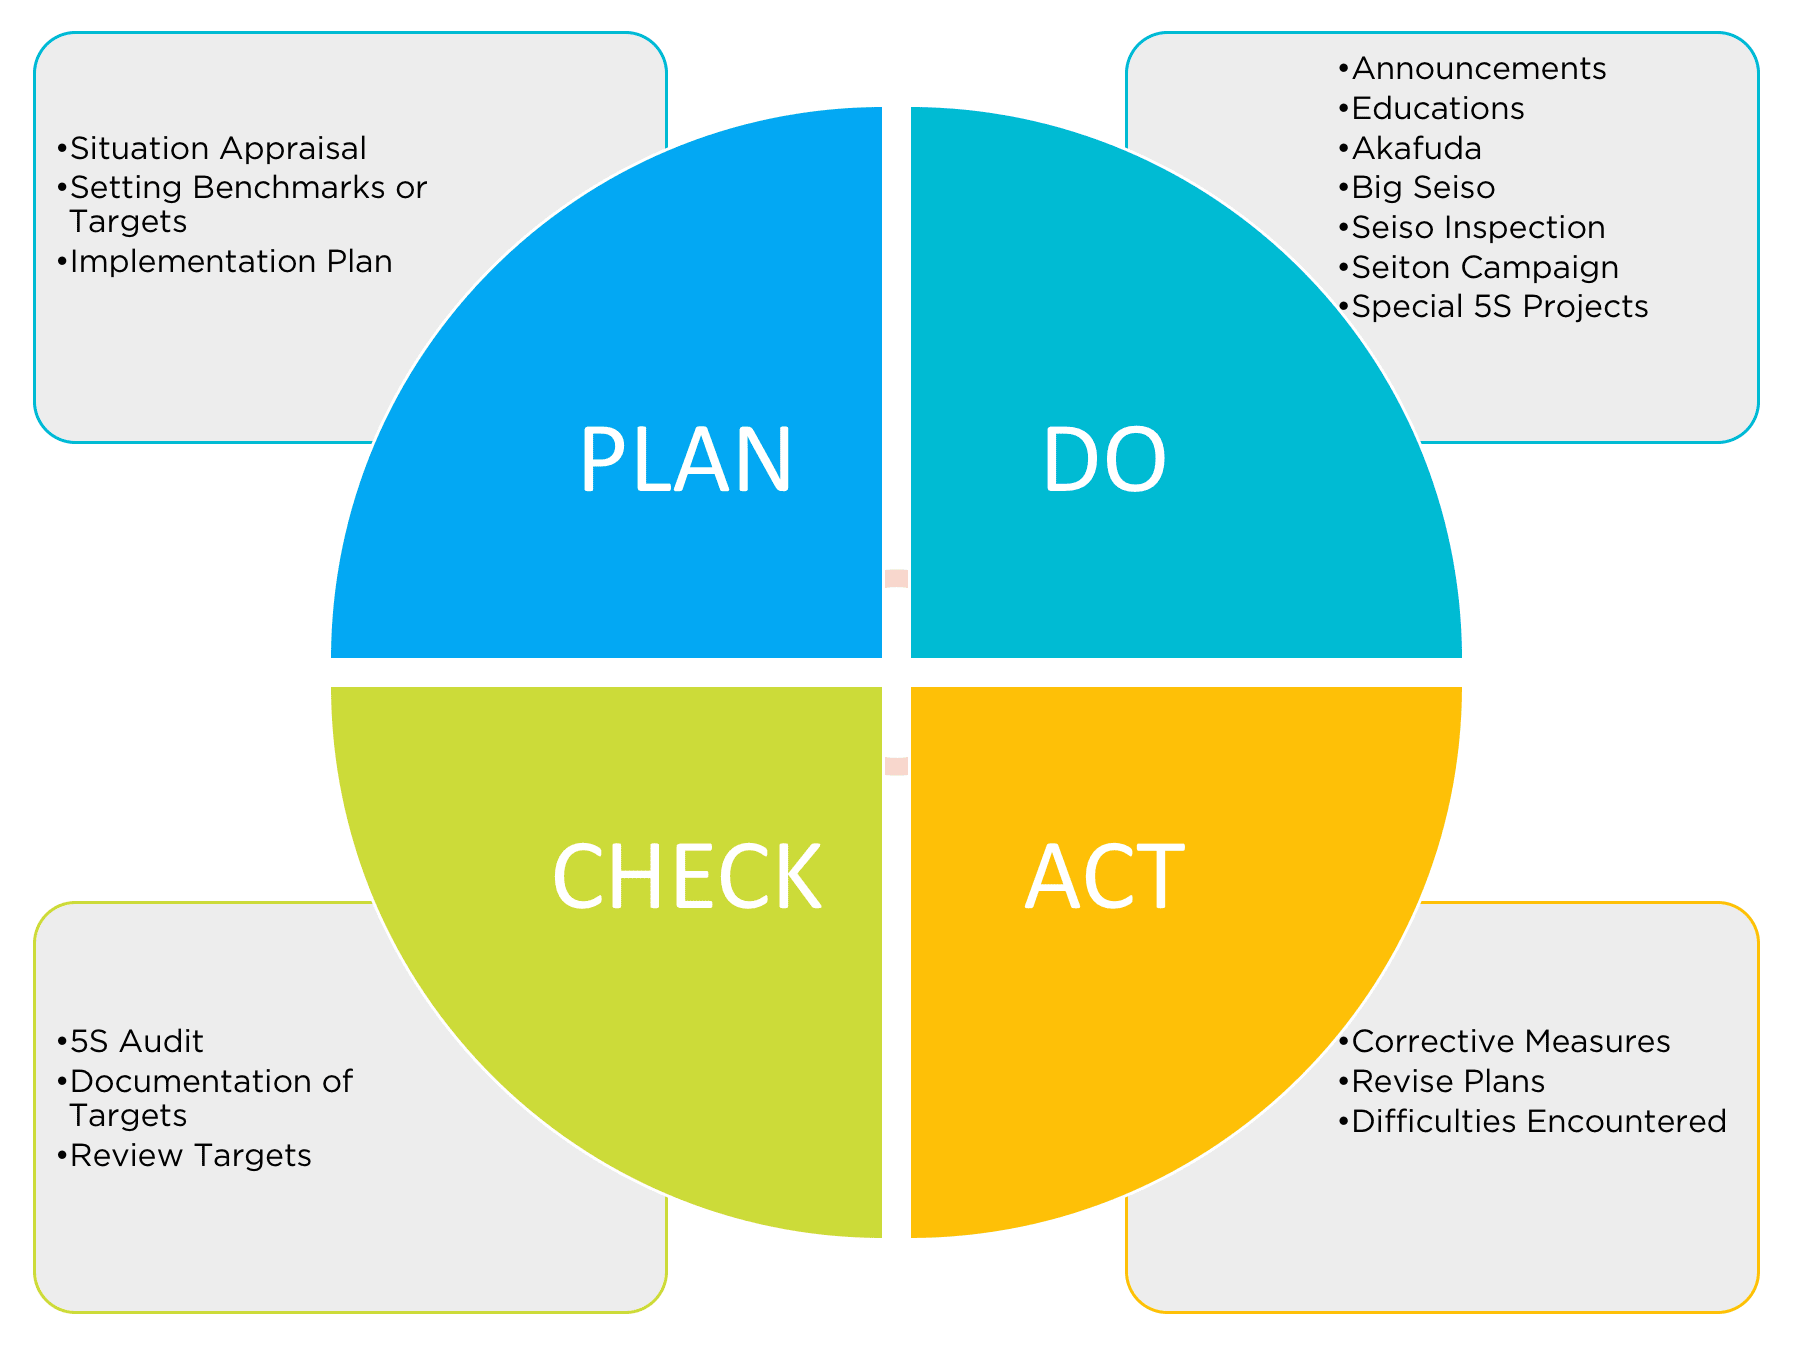 •Situation Appraisal
•Setting Benchmarks or
Targets
•Implementation Plan
PLAN
•Announcements
•Educations
•Akafuda
•Big Seiso
•Seiso Inspection
•Seiton Campaign
•Special 5S Projects
DO
CHECK
•5S Audit
•Documentation of
Targets
•Review Targets
ACT
•Corrective Measures
•Revise Plans
•Difficulties Encountered